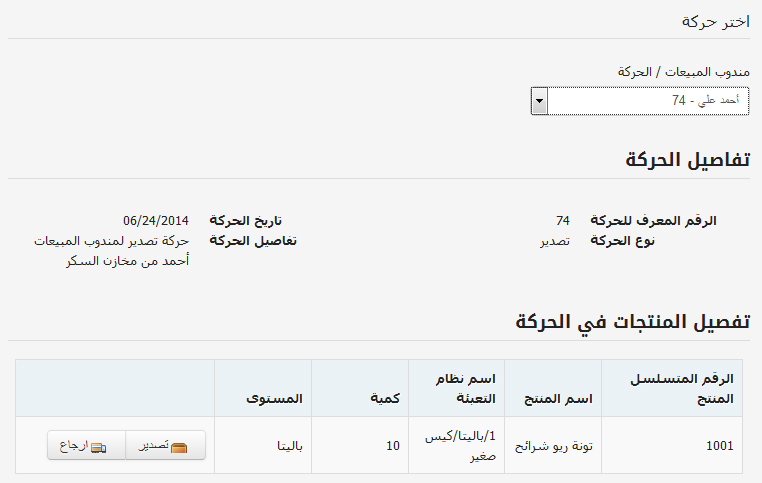 اختر حركة
مندوب المبيعات / الحركة
أحمد علي - 74
تفاصيل الحركة
الرقم المعرف للحركة 74 تاريخ الحركة 06/24/2014
نوع الحركة تصدير تفاصيل الحركة حركة تصدير لمندوب المبيعات
أحمد من مخازن السكر
تفصيل المنتجات في الحركة
الرقم المتسلسل المنتج اسم المنتج اسم نظام التعبئة كمية المستوى
1001 تونة ريو شرائح 1/باليتا/كيس صغير 10 باليتا تصدير ارجاع